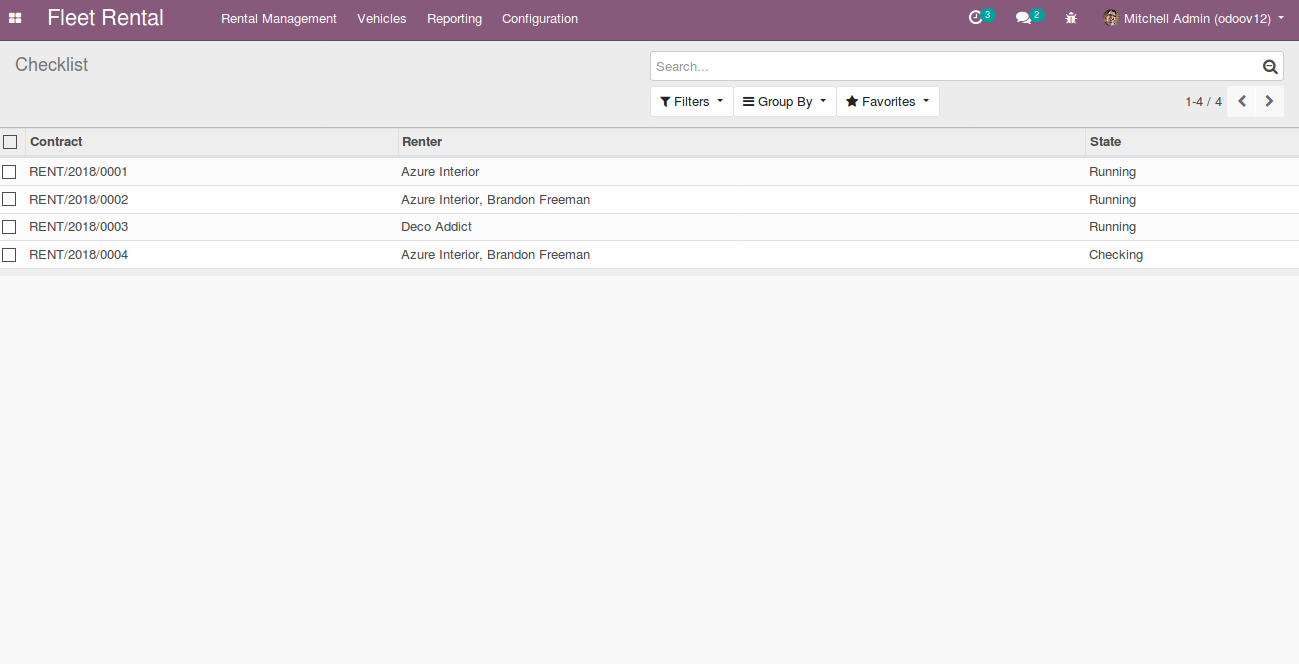 Fleet Rental Rental Management Vehicles Reporting Configuration 3 2 Mitchell Admin (odoov12)
Checklist Search...
Filters Group By Favorites 1-4 / 4
Contract Renter State
RENT/2018/0001 Azure Interior Running
RENT/2018/0002 Azure Interior, Brandon Freeman Running
RENT/2018/0003 Deco Addict Running
RENT/2018/0004 Azure Interior, Brandon Freeman Checking